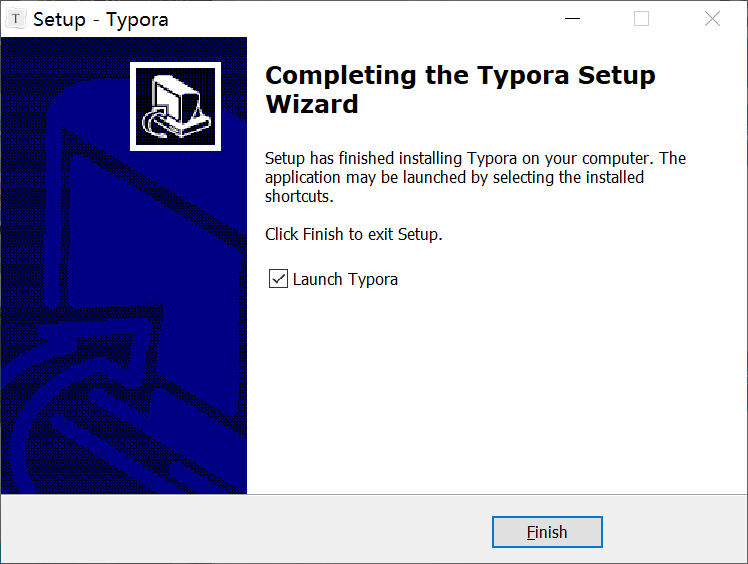 T Setup - Typora
Completing the Typora Setup
Wizard
Setup has finished installing Typora on your computer. The
application may be launched by selecting the installed
shortcuts.
Click Finish to exit Setup.
Launch Typora
Finish